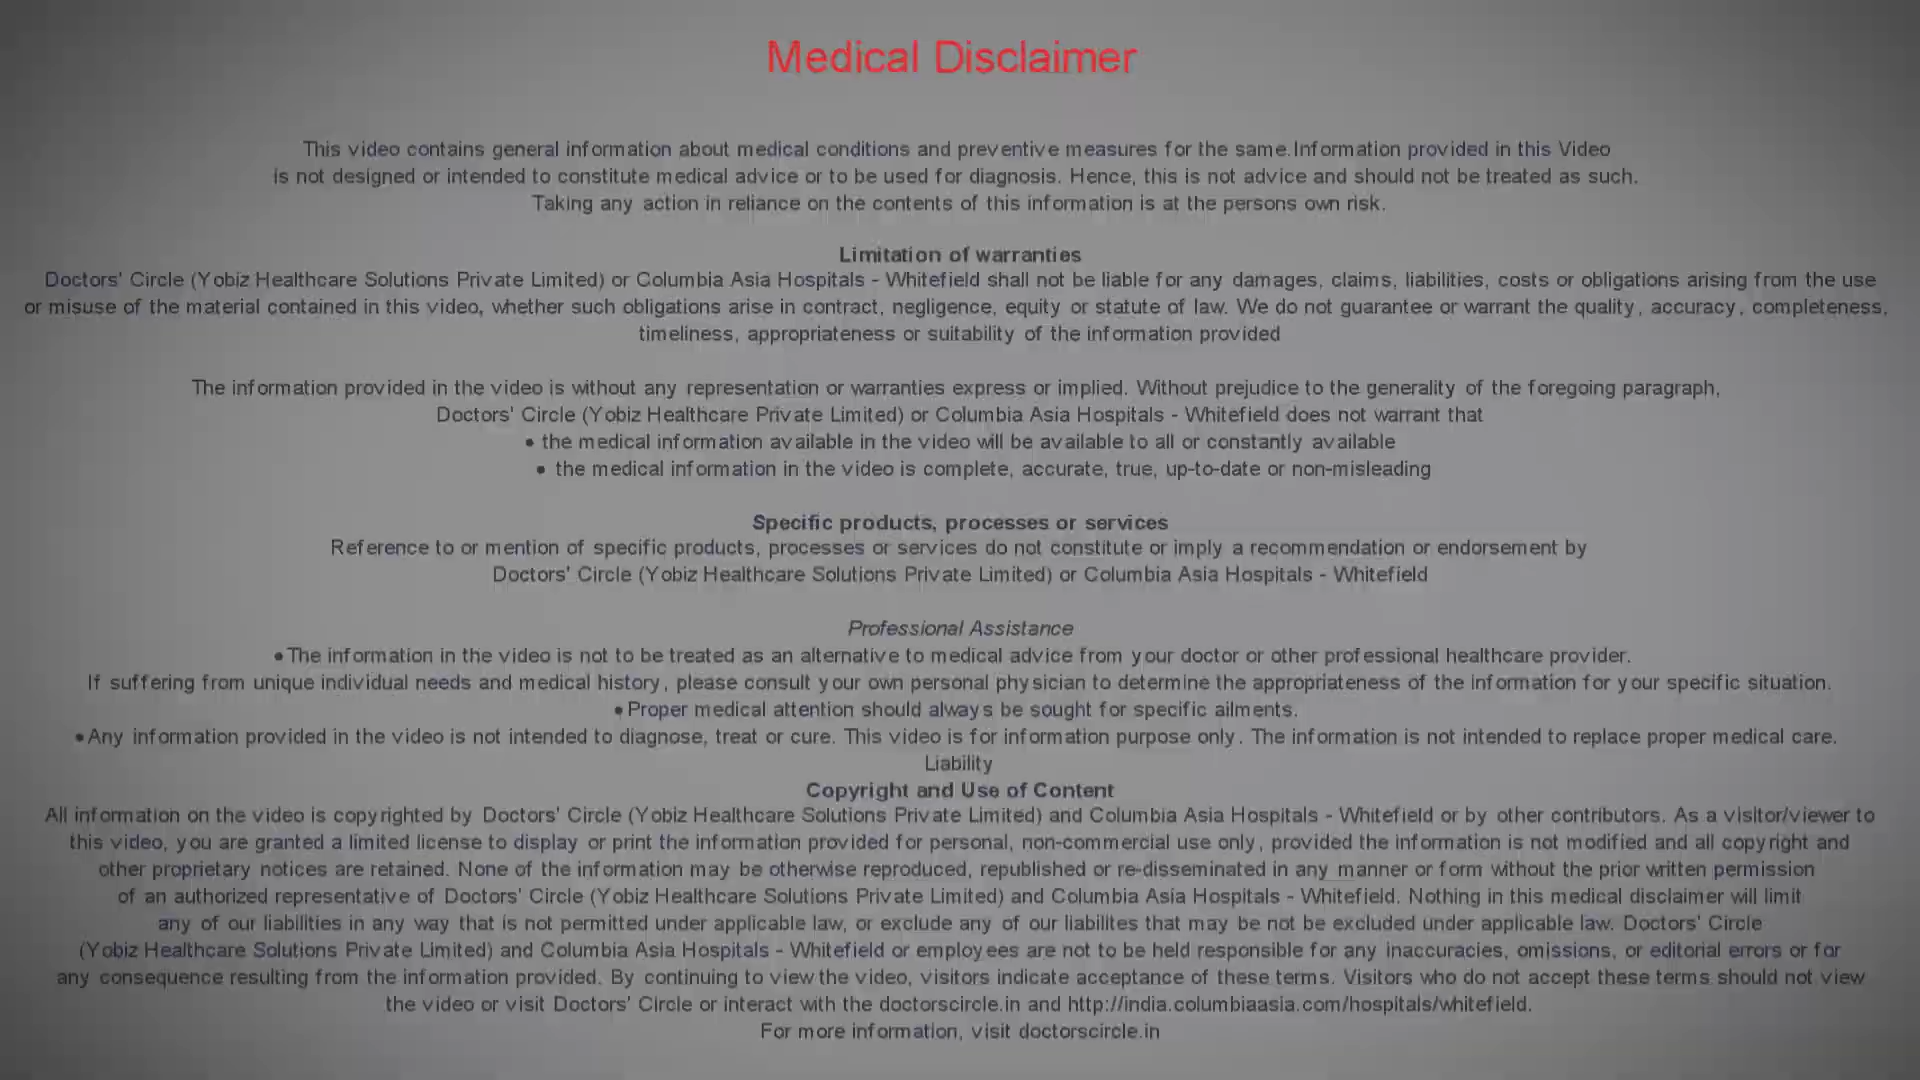 Medical Disclaimer
This video contains general information about medical conditions and preventive measures for the same.Information provided in this Video
is not designed or intended to constitute medical advice or to be used for diagnosis. Hence, this is not advice and should not be treated as such.
Taking any action in reliance on the contents of this information is at the persons own risk.
Limitation of warranties
Doctors' Circle (Yobiz Healthcare Solutions Private Limited) or Columbia Asia Hospitals - Whitefield shall not be liable for any damages, claims, liabilities, costs or obligations arising from the use
or misuse of the material contained in this video, whether such obligations arise in contract, negligence, equity or statute of law. We do not guarantee or warrant the quality, accuracy, completeness,
timeliness, appropriateness or suitability of the information provided
The information provided in the video is without any representation or warranties express or implied. Without prejudice to the generality of the foregoing paragraph,
Doctors' Circle (Yobiz Healthcare Private Limited) or Columbia Asia Hospitals - Whitefield does not warrant that
• the medical information available in the video will be available to all or constantly available
• the medical information in the video is complete, accurate, true, up-to-date or non-misleading
Specific products, processes or services
Reference to or mention of specific products, processes or services do not constitute or imply a recommendation or endorsement by
Doctors' Circle (Yobiz Healthcare Solutions Private Limited) or Columbia Asia Hospitals - Whitefield
Professional Assistance
•The information in the video is not to be treated as an alternative to medical advice from your doctor or other professional healthcare provider.
If suffering from unique individual needs and medical history, please consult your own personal physician to determine the appropriateness of the information for your specific situation.
•Proper medical attention should always be sought for specific ailments.
•Any information provided in the video is not intended to diagnose, treat or cure. This video is for information purpose only. The information is not intended to replace proper medical care.
Liability
Copyright and Use of Content
All information on the video is copyrighted by Doctors' Circle (Yobiz Healthcare Solutions Private Limited) and Columbia Asia Hospitals - Whitefield or by other contributors. As a visitor/viewer to
this video, you are granted a limited license to display or print the information provided for personal, non-commercial use only, provided the information is not modified and all copyright and
other proprietary notices are retained. None of the information may be otherwise reproduced, republished or re-disseminated in any manner or form without the prior written permission
of an authorized representative of Doctors' Circle (Yobiz Healthcare Solutions Private Limited) and Columbia Asia Hospitals - Whitefield. Nothing in this medical disclaimer will limit
any of our liabilities in any way that is not permitted under applicable law, or exclude any of our liabilites that may be not be excluded under applicable law. Doctors' Circle
(Yobiz Healthcare Solutions Private Limited) and Columbia Asia Hospitals - Whitefield or employees are not to be held responsible for any inaccuracies, omissions, or editorial errors or for
any consequence resulting from the information provided. By continuing to view the video, visitors indicate acceptance of these terms. Visitors who do not accept these terms should not view
the video or visit Doctors' Circle or interact with the doctorscircle.in and http://india.columbiaasia.com/hospitals/whitefield.
For more information, visit doctorscircle.in